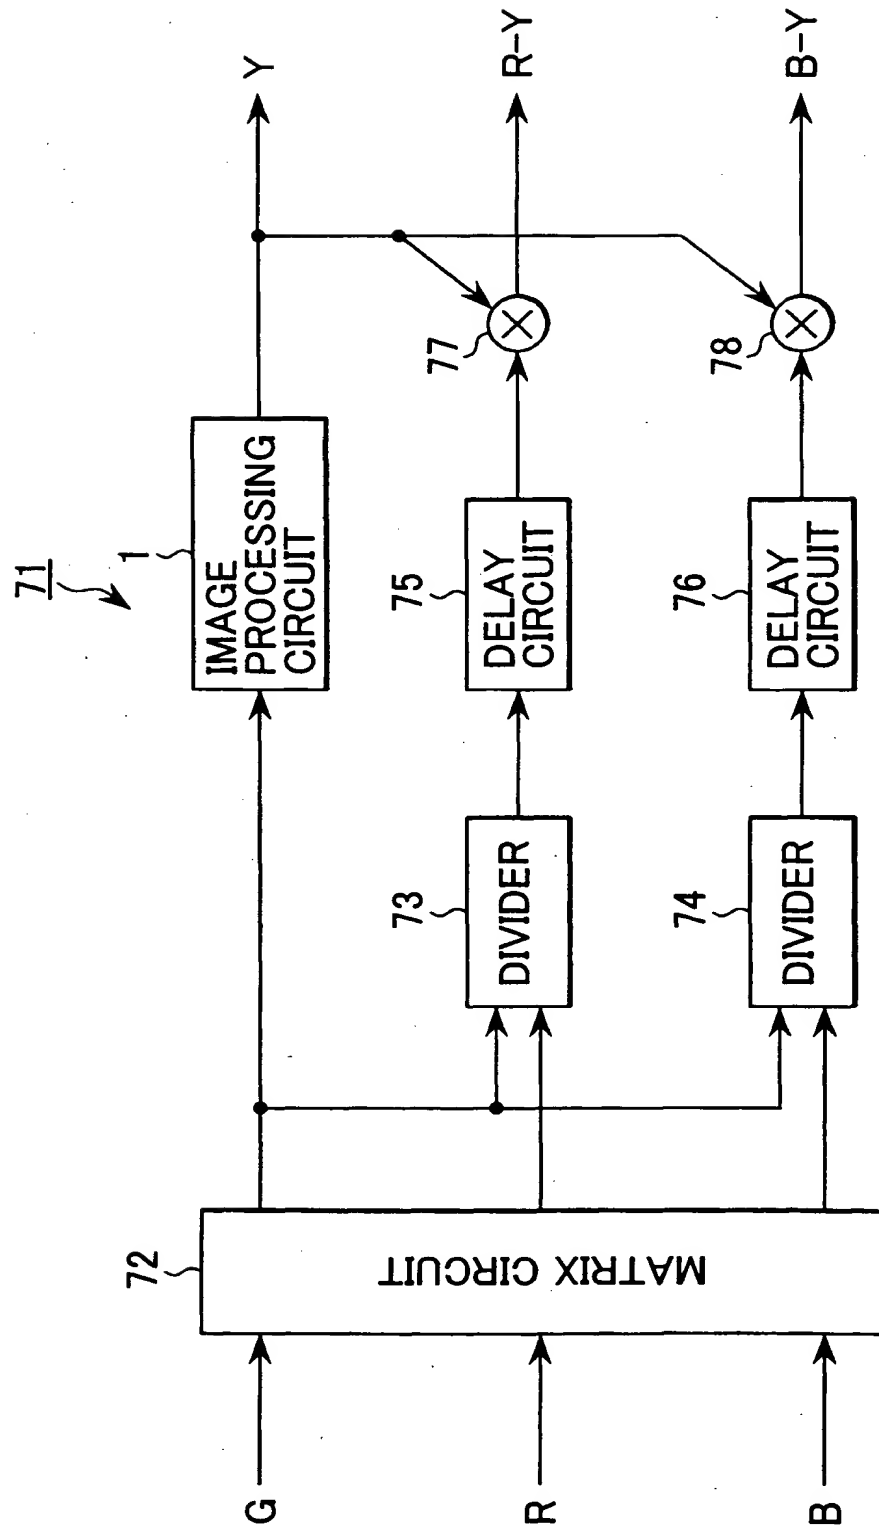 71
G
R
B
72
MATRIX CIRCUIT
73
DIVIDER
74
DIVIDER
1
IMAGE
PROCESSING
CIRCUIT
75
DELAY
CIRCUIT
76
DELAY
CIRCUIT
77
78
Y
R-Y
B-Y